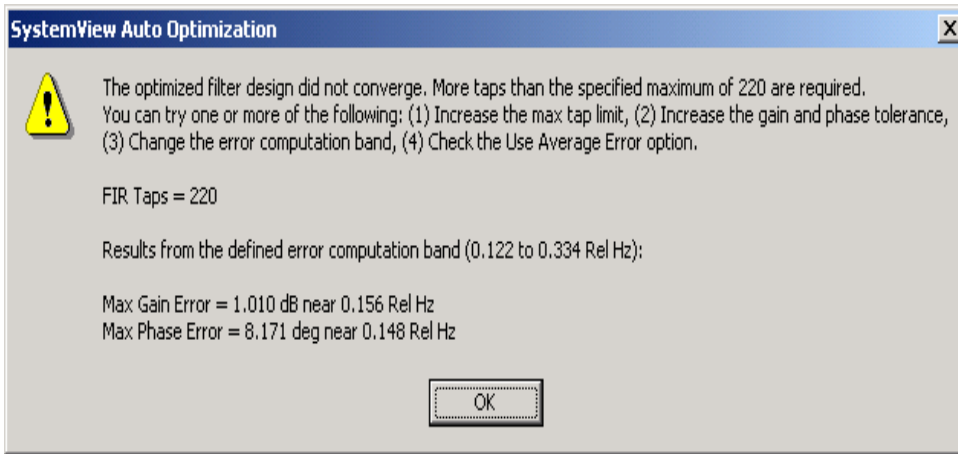 SystemView Auto Optimization
X
The optimized filter design did not converge. More taps than the specified maximum of 220 are required.
You can try one or more of the following: (1) Increase the max tap limit, (2) Increase the gain and phase tolerance,
(3) Change the error computation band, (4) Check the Use Average Error option.
FIR Taps = 220
Results from the defined error computation band (0.122 to 0.334 Rel Hz):
Max Gain Error = 1.010 dB near 0.156 Rel Hz
Max Phase Error = 8.171 deg near 0.148 Rel Hz
OK